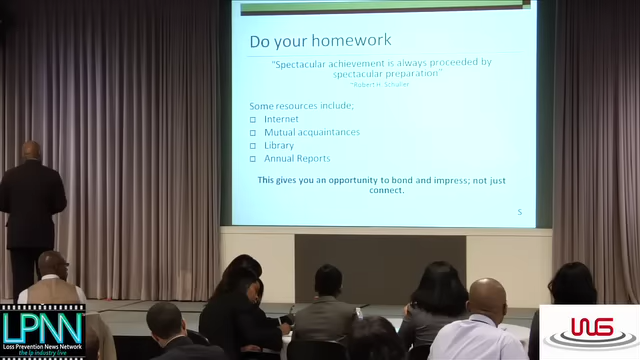 Do your homework
"Spectacular achievement is always proceeded by
spectacular preparation"
~Robert H. Schuller
Some resources include;
Internet
Mutual acquaintances
Library
Annual Reports
This gives you an opportunity to bond and impress; not just
connect.
5
LPNN
Loss Prevention News Network
the lp industry live